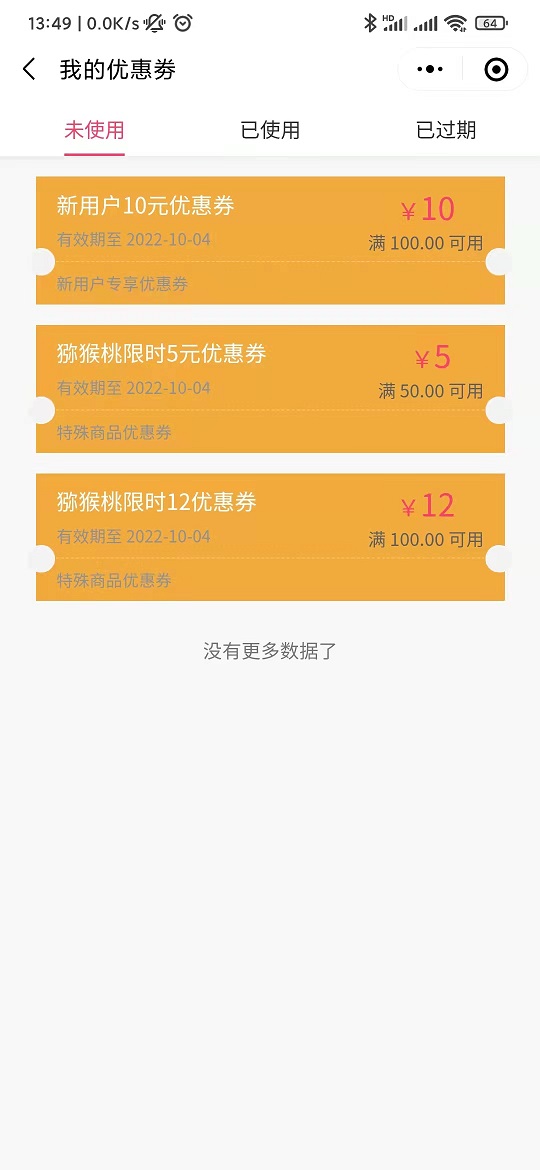 13:49 | 0.0K/s
HD
64
我的优惠券
未使用
已使用
已过期
新用户10元优惠券
¥10
有效期至 2022-10-04
满 100.00 可用
新用户专享优惠券
猕猴桃限时5元优惠券
¥5
有效期至 2022-10-04
满 50.00 可用
特殊商品优惠券
猕猴桃限时12优惠券
¥12
有效期至 2022-10-04
满 100.00 可用
特殊商品优惠券
没有更多数据了